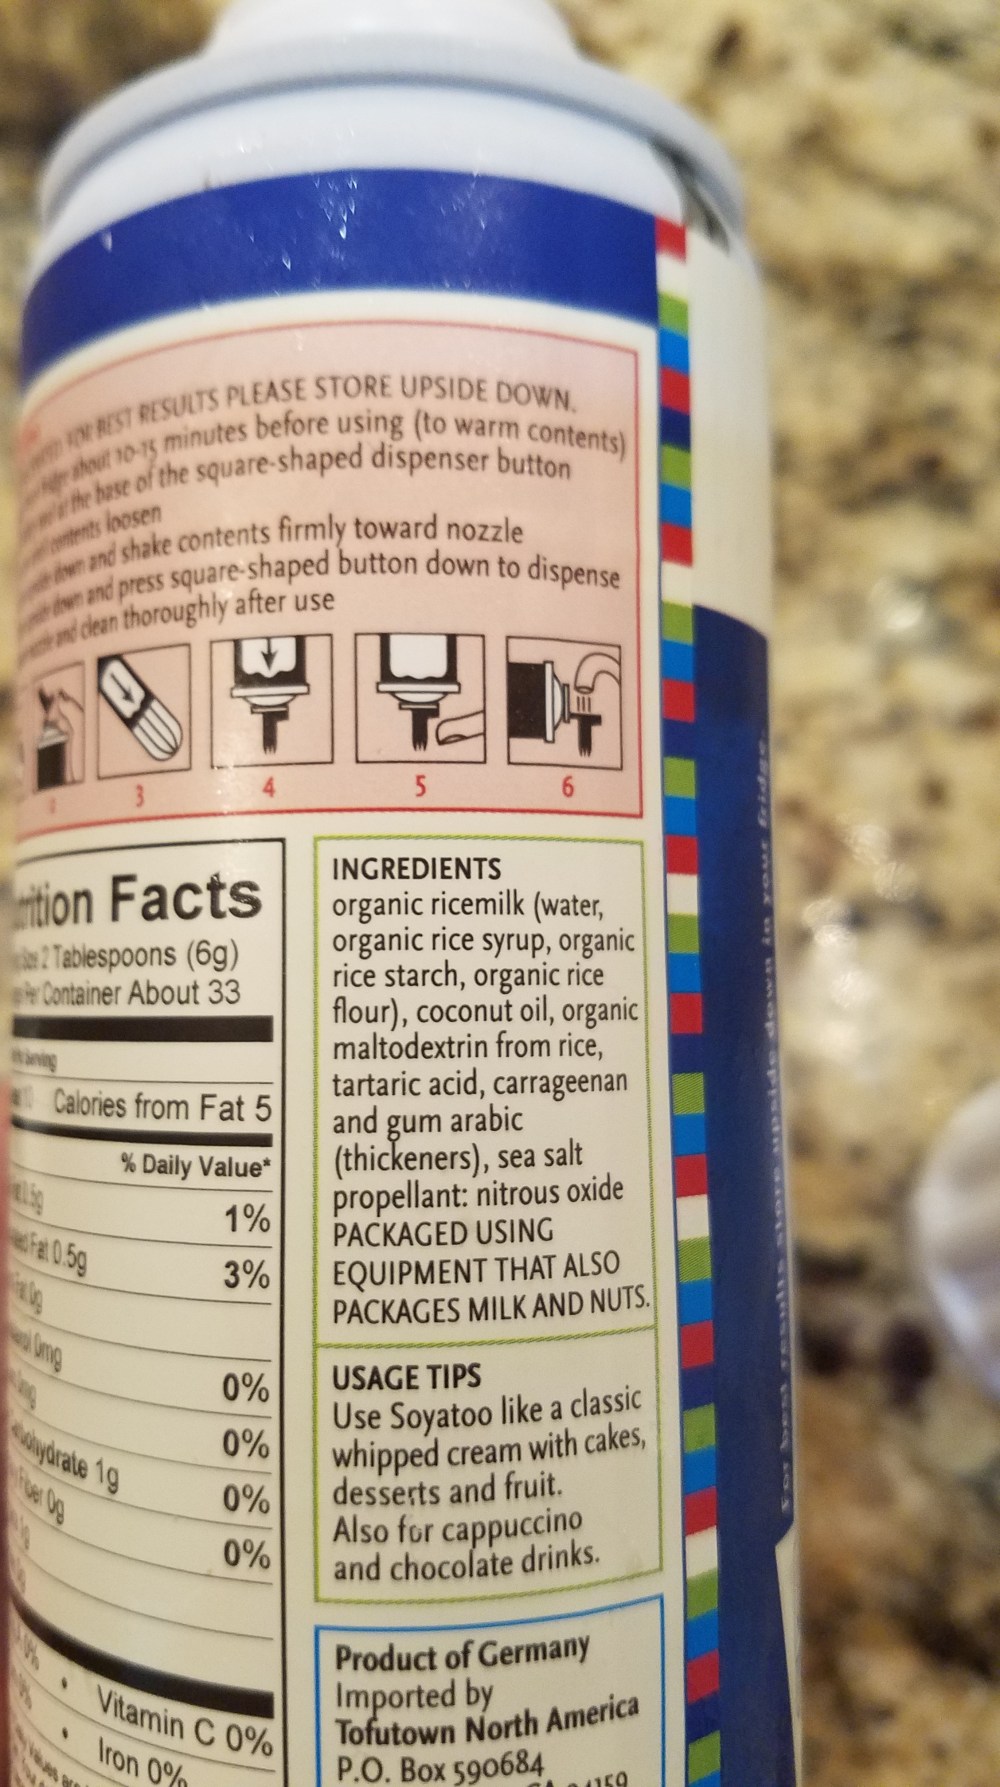 FOR BEST RESULTS PLEASE STORE UPSIDE DOWN.
about 10-15 minutes before using (to warm contents)
at the base of the square-shaped dispenser button
contents loosen
down and shake contents firmly toward nozzle
down and press square-shaped button down to dispense
and clean thoroughly after use
3
4
5
6
Facts
2 Tablespoons (6g)
Per Container About 33
Serving
Calories from Fat 5
% Daily Value*
1%
Fat 0.5g
3%
0mg
0%
0%
1g
0%
Fiber 0g
0%
Vitamin C 0%
Iron 0%
INGREDIENTS
organic ricemilk (water,
organic rice syrup, organic
rice starch, organic rice
flour), coconut oil, organic
maltodextrin from rice,
tartaric acid, carrageenan
and gum arabic
(thickeners), sea salt
propellant: nitrous oxide
PACKAGED USING
EQUIPMENT THAT ALSO
PACKAGES MILK AND NUTS.
USAGE TIPS
Use Soyatoo like a classic
whipped cream with cakes,
desserts and fruit.
Also for cappuccino
and chocolate drinks.
Product of Germany
Imported by
Tofutown North America
P.O. Box 590684
For best results store upside down in your fridge.